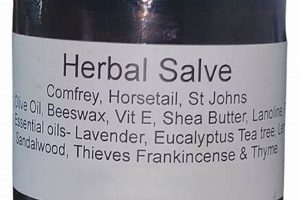 Herbal Salve
Comfrey, Horsetail, St Johns
Olive Oil, Beeswax, Vit E, Shea Butter, Lanoline,
Essential oils- Lavender, Eucalyptus Tea tree,
Sandalwood, Thieves Frankincense & Thyme.